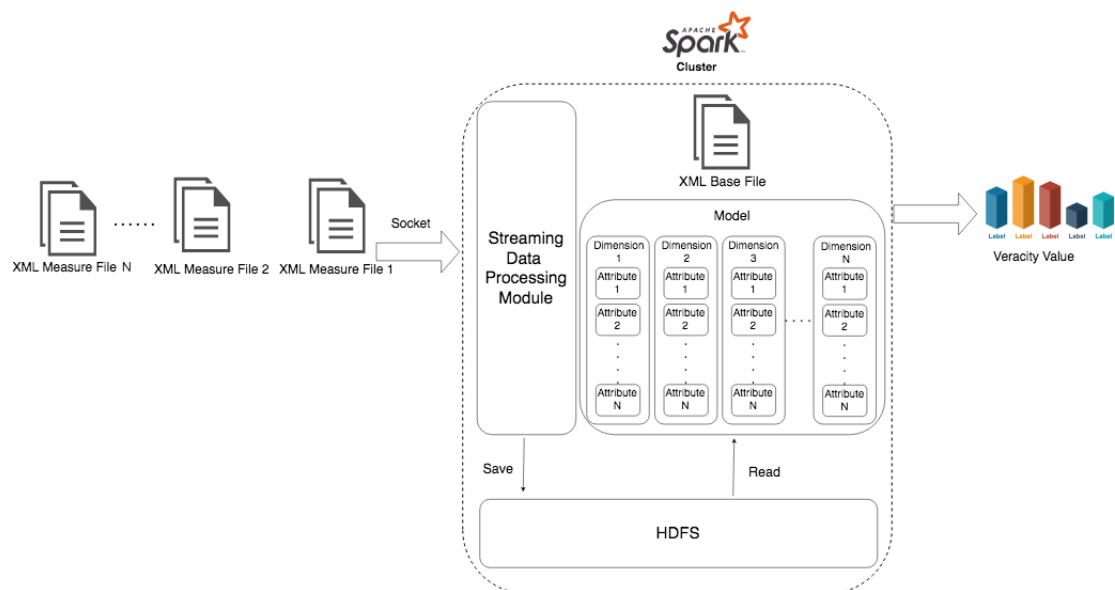 APACHE
Spark
Cluster
XML Base File
XML Measure File N
XML Measure File 2
XML Measure File 1
Socket
Streaming
Data
Processing
Module
Model
Dimension
1
Attribute
1
Attribute
2
Attribute
N
Dimension
2
Attribute
1
Attribute
2
Attribute
N
Dimension
3
Attribute
1
Attribute
2
Attribute
N
Dimension
N
Attribute
1
Attribute
2
Attribute
N
Label
Label
Label
Label
Label
Veracity Value
Save
Read
HDFS